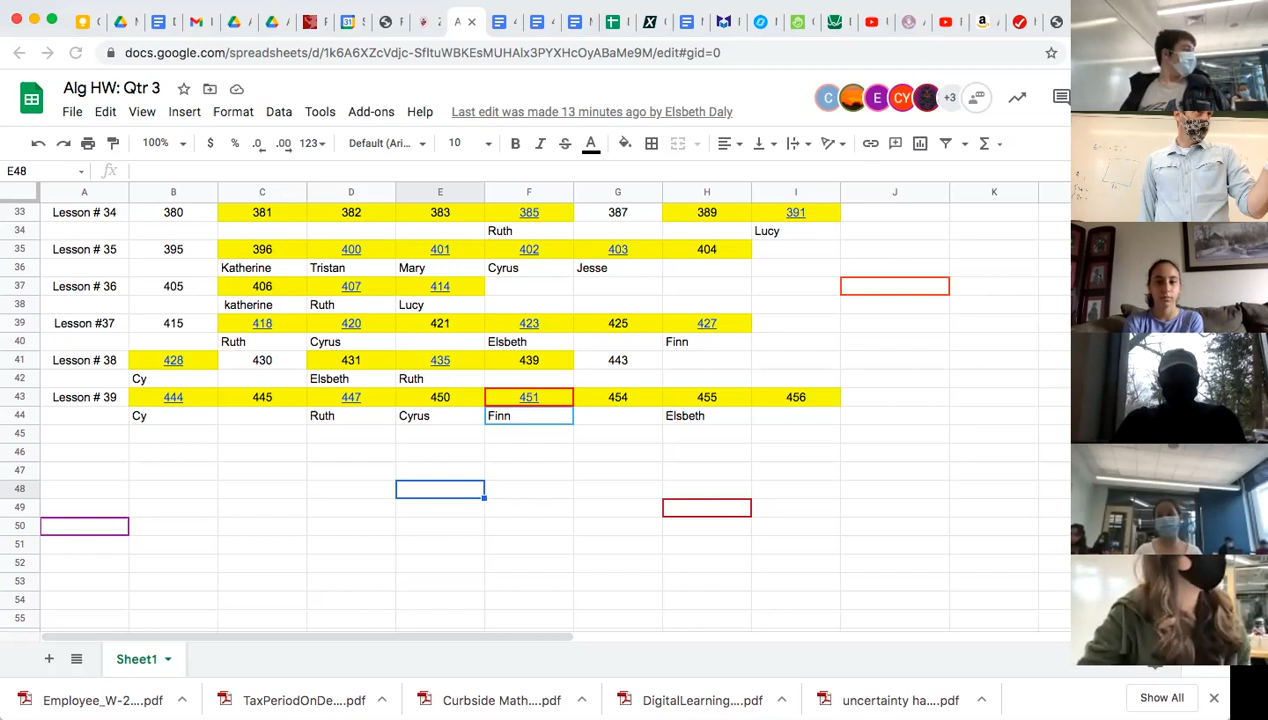 docs.google.com/spreadsheets/d/1k6A6XZcVdjc-SfItuWBKEsMUHAIx3PYXHcOyABaMe9M/edit#gid=0
Alg HW: Qtr 3
C E CY +3
File Edit View Insert Format Data Tools Add-ons Help Last edit was made 13 minutes ago by Elsbeth Daly
100% $ % .0 .00 123 Default (Ari... 10 B I S A
E48 fx
A B C D E F G H I J K
33 Lesson # 34 380 381 382 383 385 387 389 391
34 Ruth Lucy
35 Lesson # 35 395 396 400 401 402 403 404
36 Katherine Tristan Mary Cyrus Jesse
37 Lesson # 36 405 406 407 414
38 katherine Ruth Lucy
39 Lesson #37 415 418 420 421 423 425 427
40 Ruth Cyrus Elsbeth Finn
41 Lesson # 38 428 430 431 435 439 443
42 Cy Elsbeth Ruth
43 Lesson # 39 444 445 447 450 451 454 455 456
44 Cy Ruth Cyrus Finn Elsbeth
45
46
47
48
49
50
51
52
53
54
55
Sheet1
Employee_W-2....pdf TaxPeriodOnDe....pdf Curbside Math....pdf DigitalLearning....pdf uncertainty ha....pdf Show All